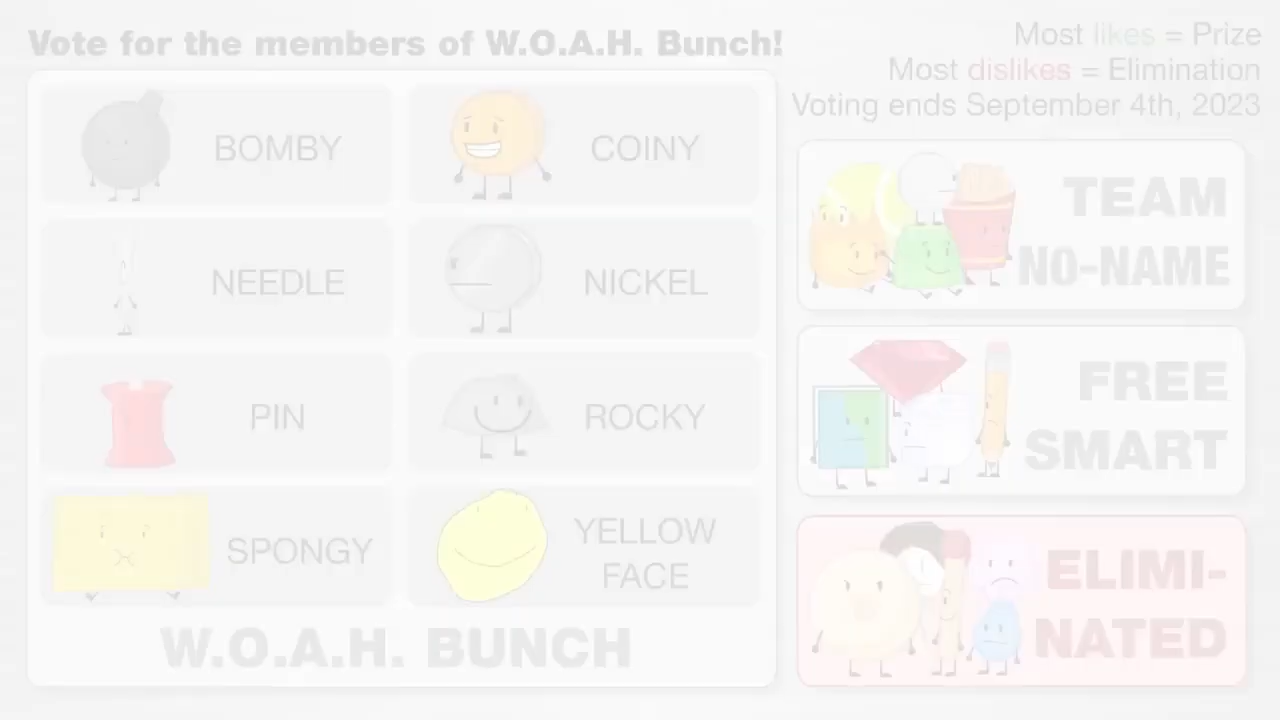 Vote for the members of W.O.A.H. Bunch!
Most likes = Prize
Most dislikes = Elimination
Voting ends September 4th, 2023
BOMBY
COINY
NEEDLE
NICKEL
PIN
ROCKY
SPONGY
YELLOW
FACE
W.O.A.H. BUNCH
TEAM
NO-NAME
FREE
SMART
ELIMI-
NATED